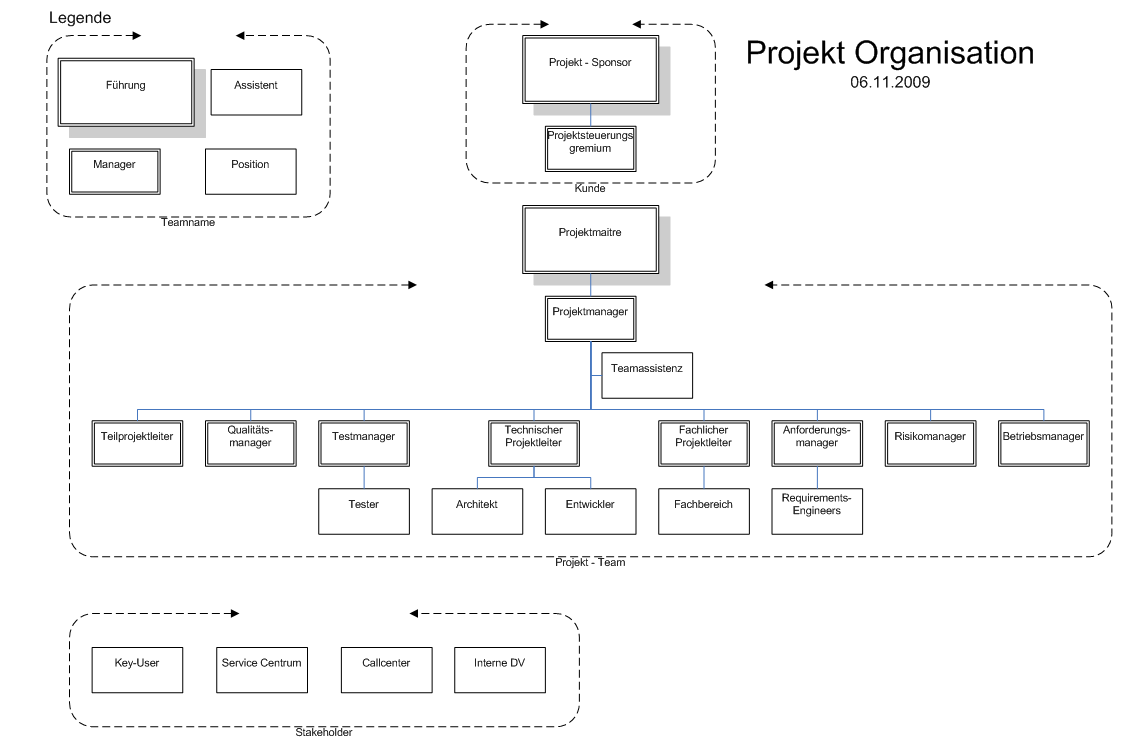 Legende
Führung
Assistent
Manager
Position
Teamname
Projekt - Sponsor
Projektsteuerungs
gremium
Kunde
Projekt Organisation
06.11.2009
Projektmaitre
Projektmanager
Teamassistenz
Teilprojektleiter
Qualitäts-
manager
Testmanager
Technischer
Projektleiter
Fachlicher
Projektleiter
Anforderungs-
manager
Risikomanager
Betriebsmanager
Tester
Architekt
Entwickler
Fachbereich
Requirements-
Engineers
Projekt - Team
Key-User
Service Centrum
Callcenter
Interne DV
Stakeholder